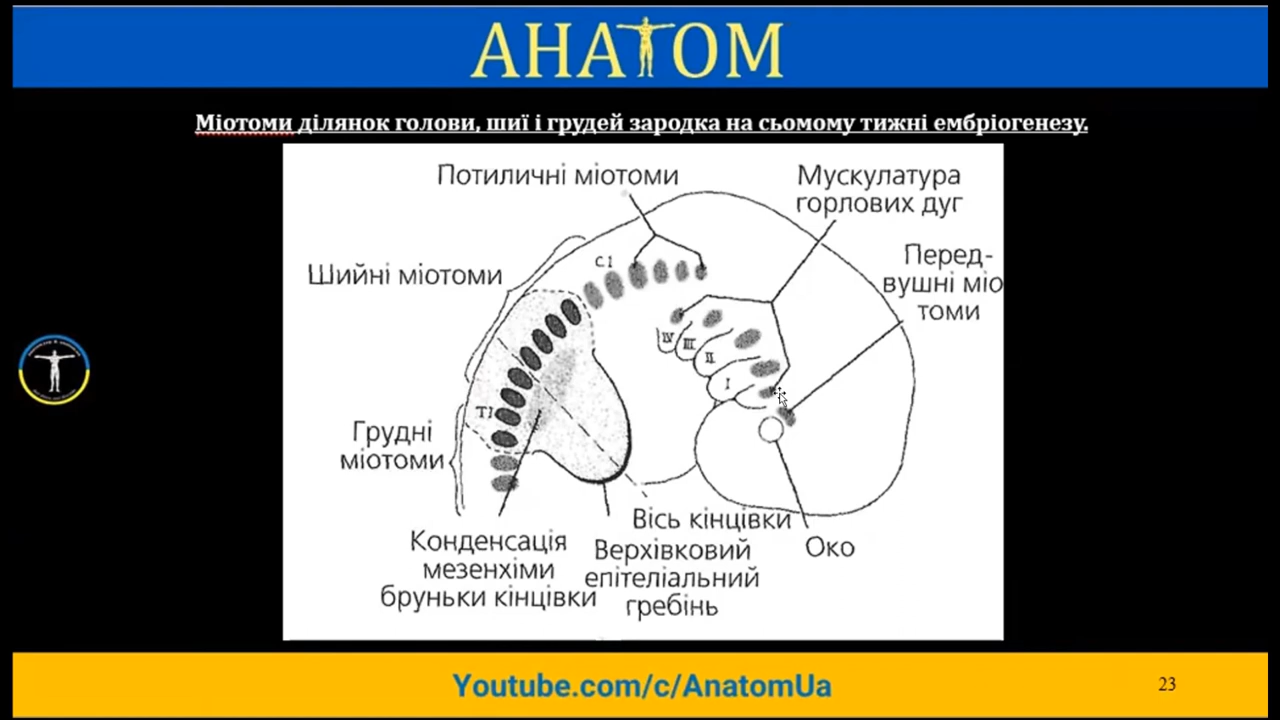 АНАТОМ
Міотоми ділянок голови, шиї і грудей зародка на сьомому тижні ембріогенезу.
Потиличні міотоми
Мускулатура
горлових дуг
Перед-
вушні міо
томи
Шийні міотоми
C1
IV
III
II
I
T1
Грудні
міотоми
Вісь кінцівки
Око
Конденсація
мезенхіми
бруньки кінцівки
Верхівковий
епітеліальний
гребінь
Youtube.com/c/AnatomUa
23